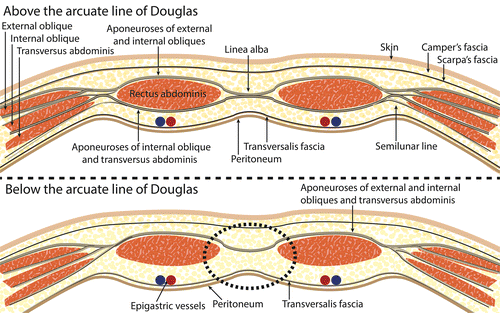 Above the arcuate line of Douglas
External oblique
Internal oblique
Transversus abdominis
Aponeuroses of external
and internal obliques
Linea alba
Skin
Camper's fascia
Scarpa's fascia
Rectus abdominis
Aponeuroses of internal oblique
and transversus abdominis
Transversalis fascia
Peritoneum
Semilunar line
Below the arcuate line of Douglas
Aponeuroses of external and internal
obliques and transversus abdominis
Epigastric vessels
Peritoneum
Transversalis fascia